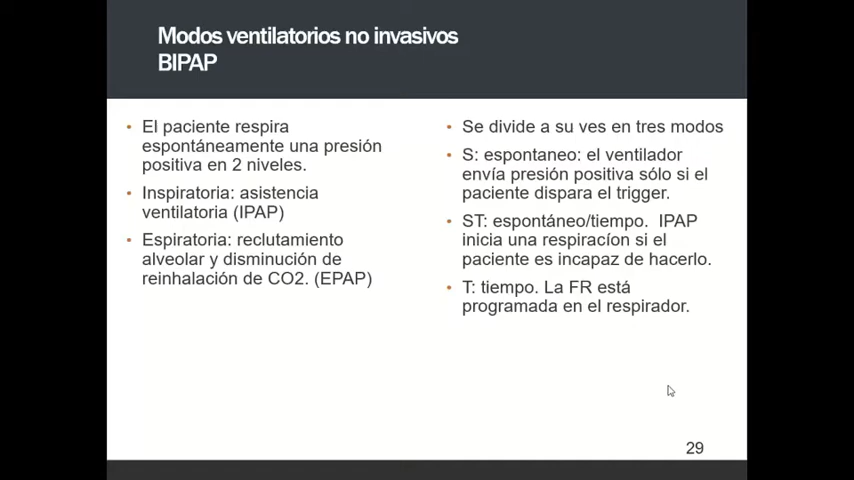 Modos ventilatorios no invasivos
BIPAP
• El paciente respira
espontáneamente una presión
positiva en 2 niveles.
• Inspiratoria: asistencia
ventilatoria (IPAP)
• Espiratoria: reclutamiento
alveolar y disminución de
reinhalación de CO2. (EPAP)
• Se divide a su ves en tres modos
• S: espontaneo: el ventilador
envía presión positiva sólo si el
paciente dispara el trigger.
• ST: espontáneo/tiempo.  IPAP
inicia una respiracíon si el
paciente es incapaz de hacerlo.
• T: tiempo. La FR está
programada en el respirador.
29